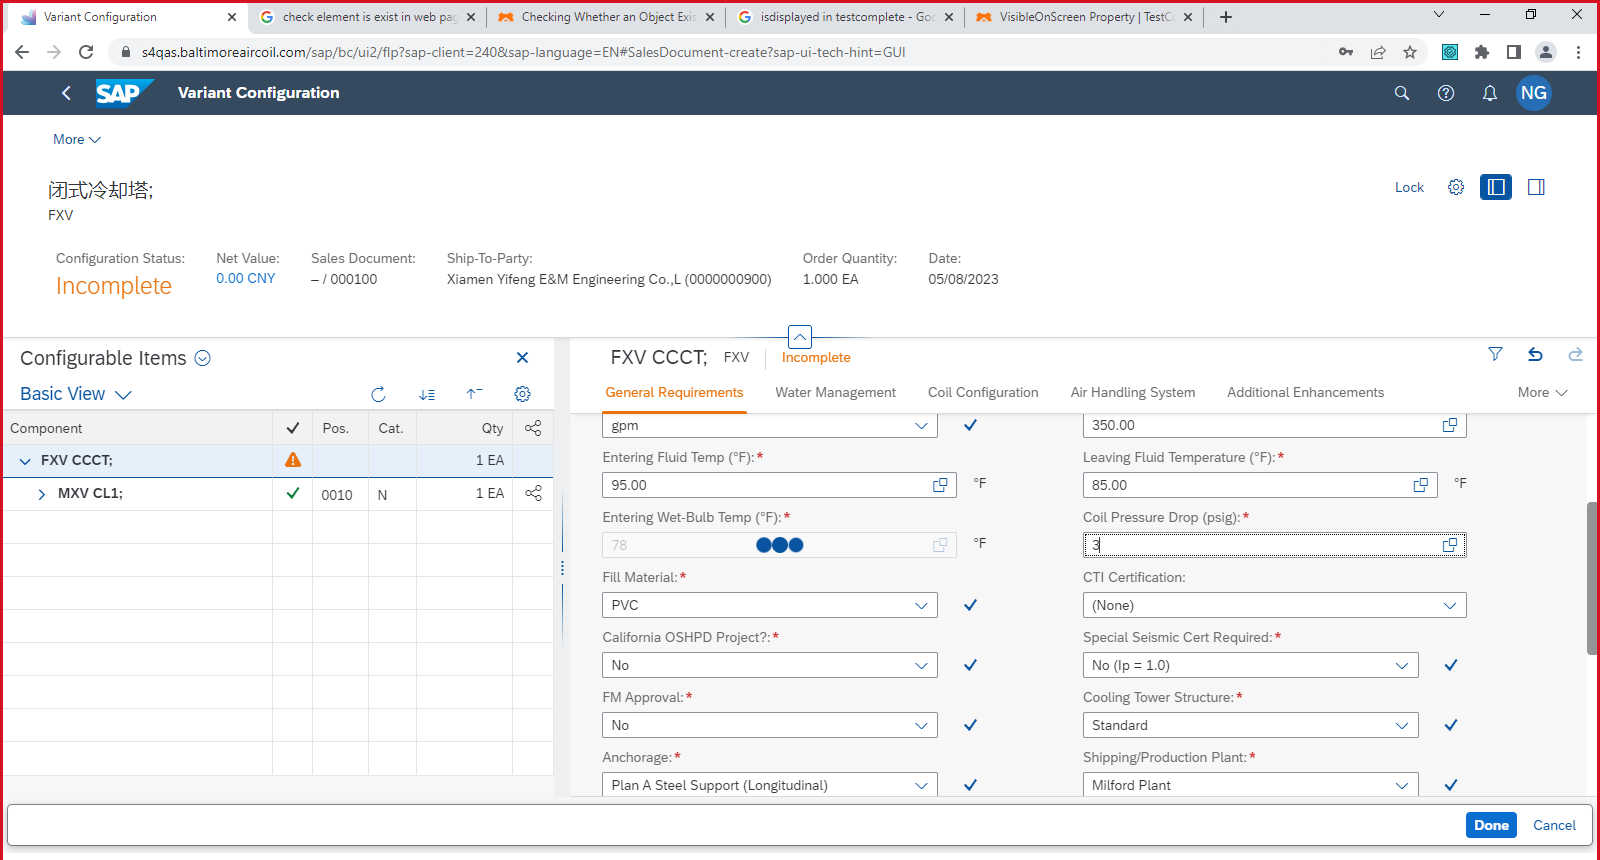 Variant Configuration
check element is exist in web pag
Checking Whether an Object Exis
isdisplayed in testcomplete - Goo
VisibleOnScreen Property | TestCo
s4qas.baltimoreaircoil.com/sap/bc/ui2/flp?sap-client=240&sap-language=EN#SalesDocument-create?sap-ui-tech-hint=GUI
SAP
Variant Configuration
NG
More
闭式冷却塔;
FXV
Lock
Configuration Status:
Incomplete
Net Value:
0.00 CNY
Sales Document:
– / 000100
Ship-To-Party:
Xiamen Yifeng E&M Engineering Co.,L (0000000900)
Order Quantity:
1.000 EA
Date:
05/08/2023
Configurable Items
Basic View
Component Pos. Cat. Qty
FXV CCCT; 1 EA
MXV CL1; 0010 N 1 EA
FXV CCCT; FXV Incomplete
General Requirements Water Management Coil Configuration Air Handling System Additional Enhancements More
gpm 350.00
Entering Fluid Temp (°F):* Leaving Fluid Temperature (°F):*
95.00 °F 85.00 °F
Entering Wet-Bulb Temp (°F):* Coil Pressure Drop (psig):*
78 °F 3
Fill Material:* CTI Certification:
PVC (None)
California OSHPD Project?:* Special Seismic Cert Required:*
No No (Ip = 1.0)
FM Approval:* Cooling Tower Structure:*
No Standard
Anchorage:* Shipping/Production Plant:*
Plan A Steel Support (Longitudinal) Milford Plant
Done Cancel